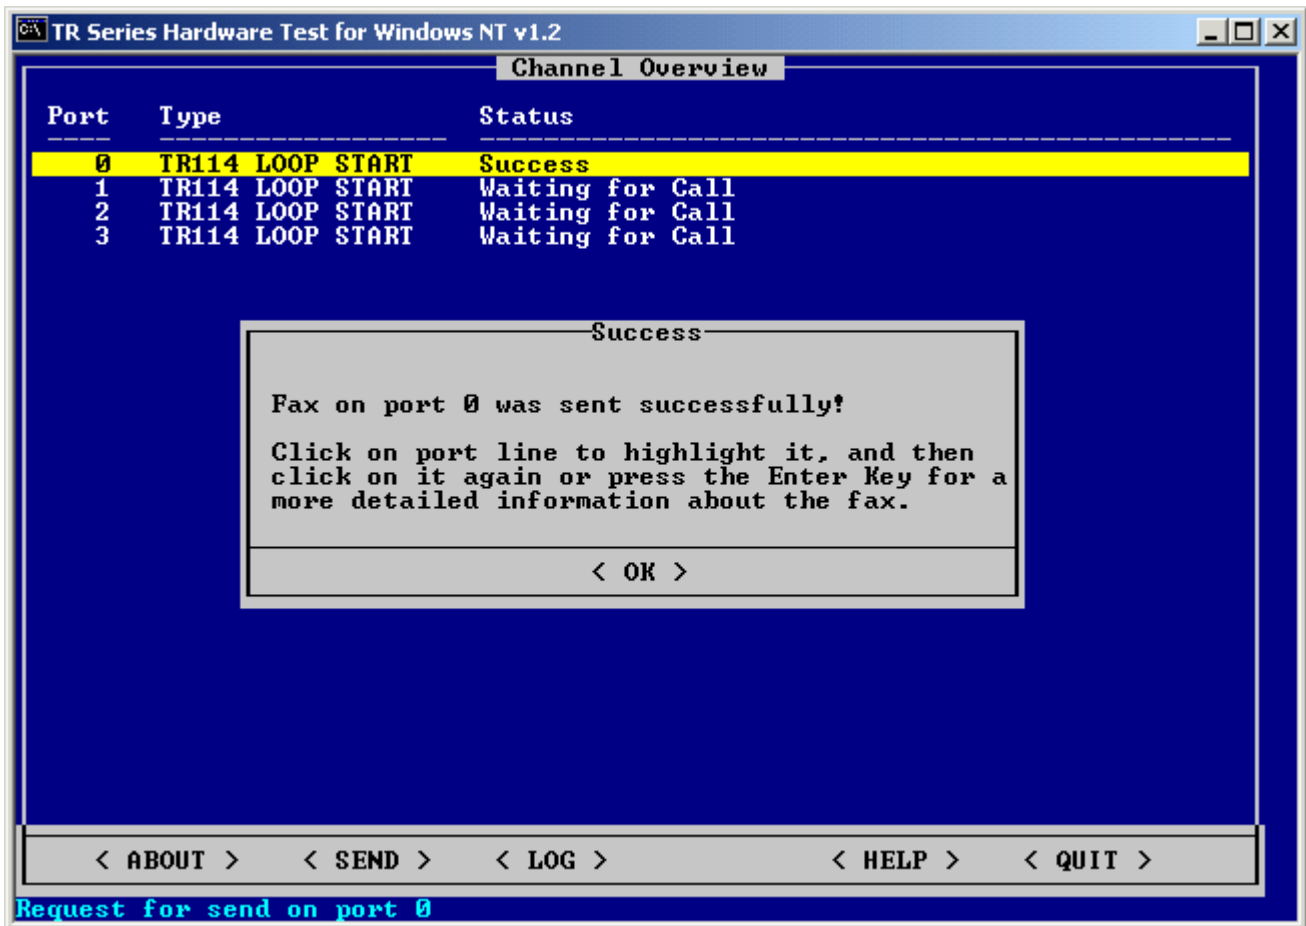 TR Series Hardware Test for Windows NT v1.2
Channel Overview
Port Type Status
0 TR114 LOOP START Success
1 TR114 LOOP START Waiting for Call
2 TR114 LOOP START Waiting for Call
3 TR114 LOOP START Waiting for Call
Success
Fax on port 0 was sent successfully!
Click on port line to highlight it, and then
click on it again or press the Enter Key for a
more detailed information about the fax.
< OK >
< ABOUT > < SEND > < LOG > < HELP > < QUIT >
Request for send on port 0